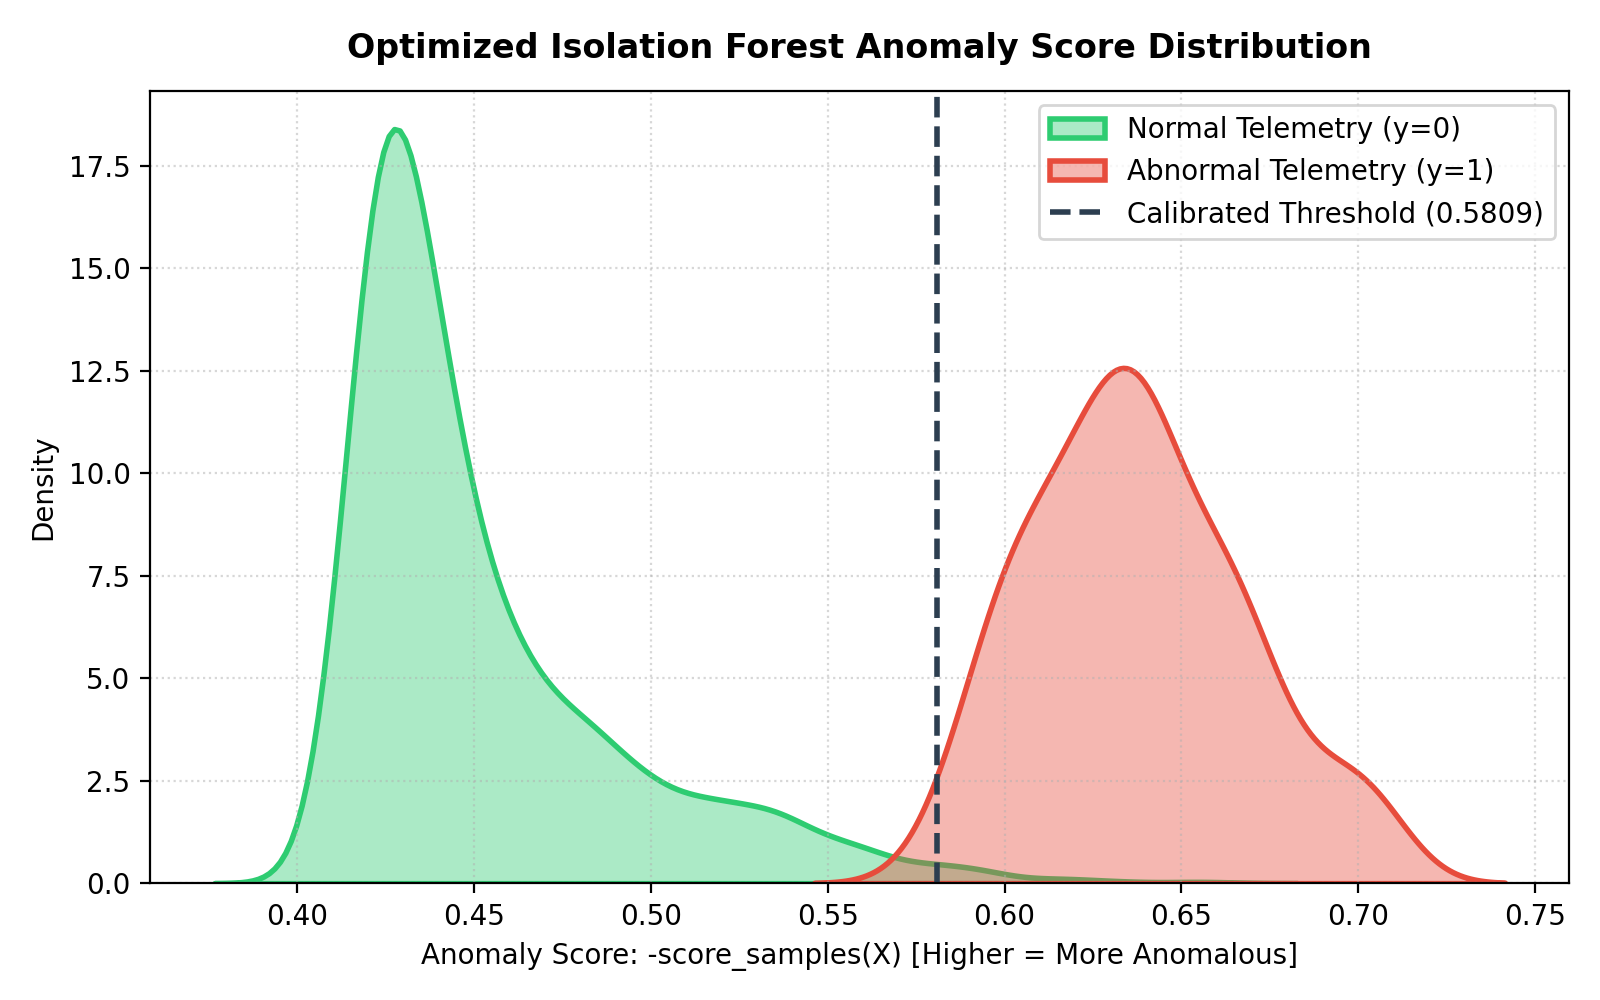 Optimized Isolation Forest Anomaly Score Distribution
Normal Telemetry (y=0)
Abnormal Telemetry (y=1)
Calibrated Threshold (0.5809)
Density
17.5
15.0
12.5
10.0
7.5
5.0
2.5
0.0
0.40 0.45 0.50 0.55 0.60 0.65 0.70 0.75
Anomaly Score: -score_samples(X) [Higher = More Anomalous]